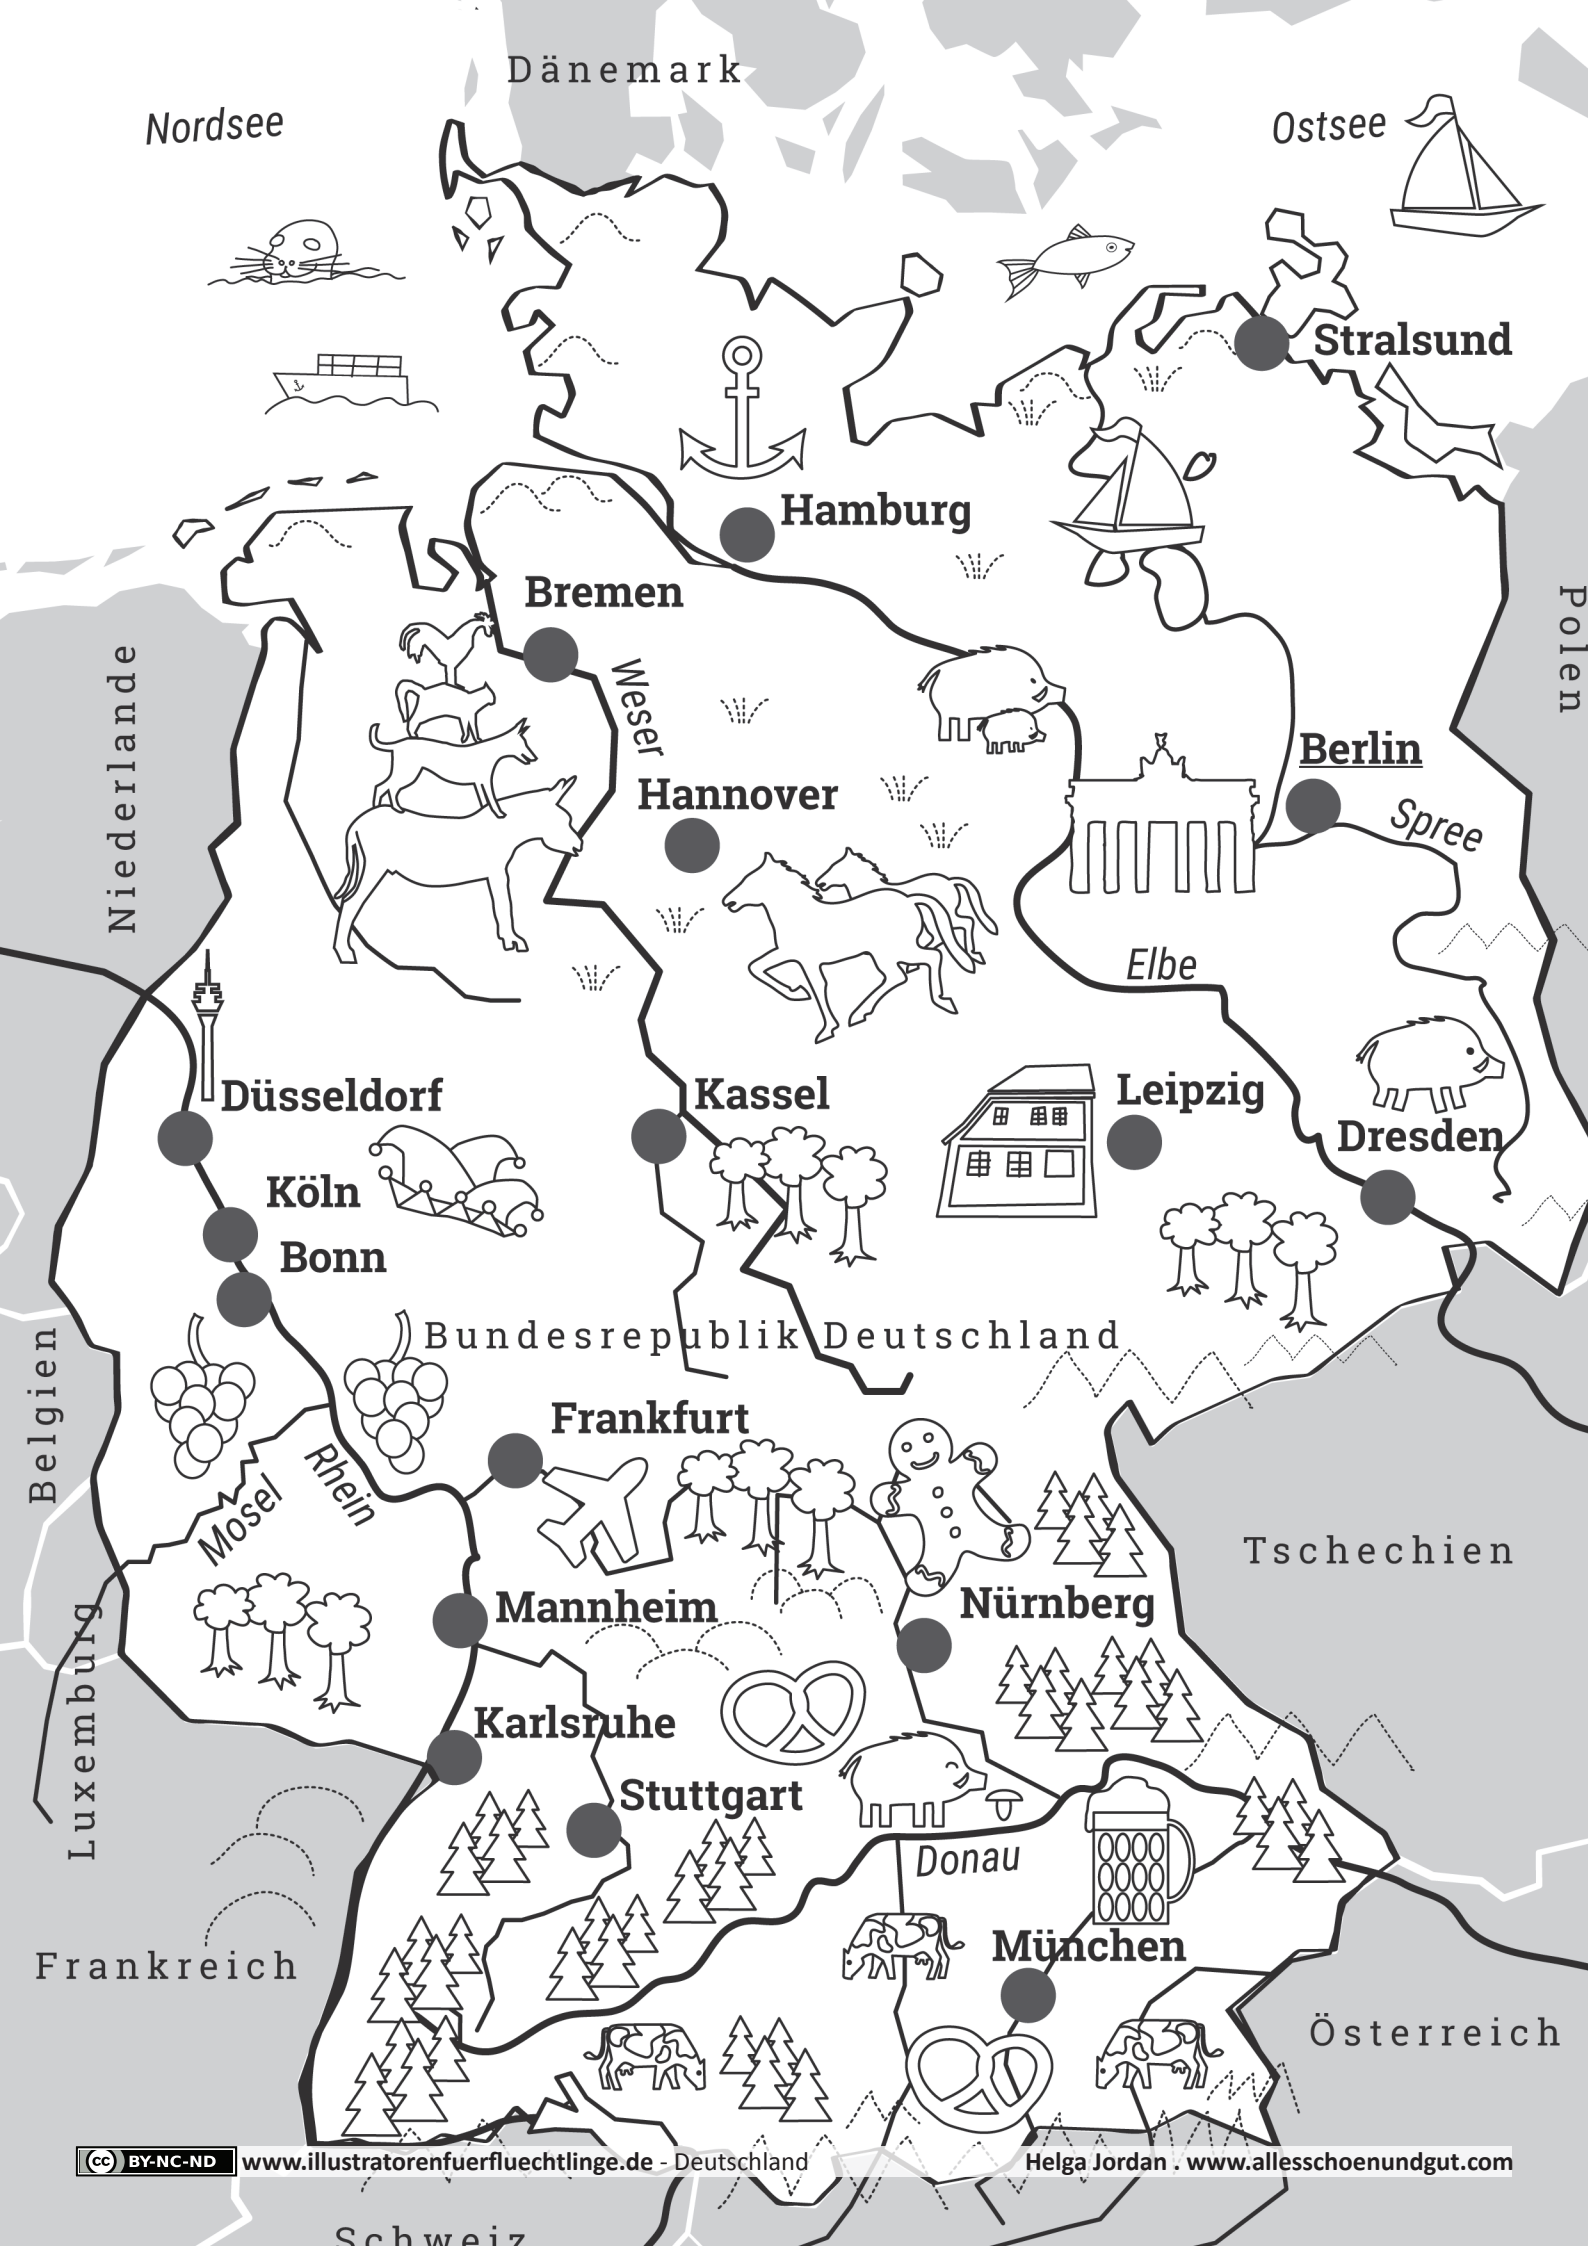 Dänemark
Nordsee
Ostsee
Stralsund
Hamburg
Bremen
Polen
Niederlande
Weser
Berlin
Hannover
Spree
Elbe
Düsseldorf
Kassel
Leipzig
Dresden
Köln
Bonn
Bundesrepublik Deutschland
Belgien
Frankfurt
Rhein
Mosel
Tschechien
Nürnberg
Mannheim
Luxemburg
Karlsruhe
Stuttgart
Donau
München
Frankreich
Österreich
cc BY-NC-ND www.illustratorenfuerfluechtlinge.de - Deutschland
Helga Jordan . www.allesschoenundgut.com
Schweiz